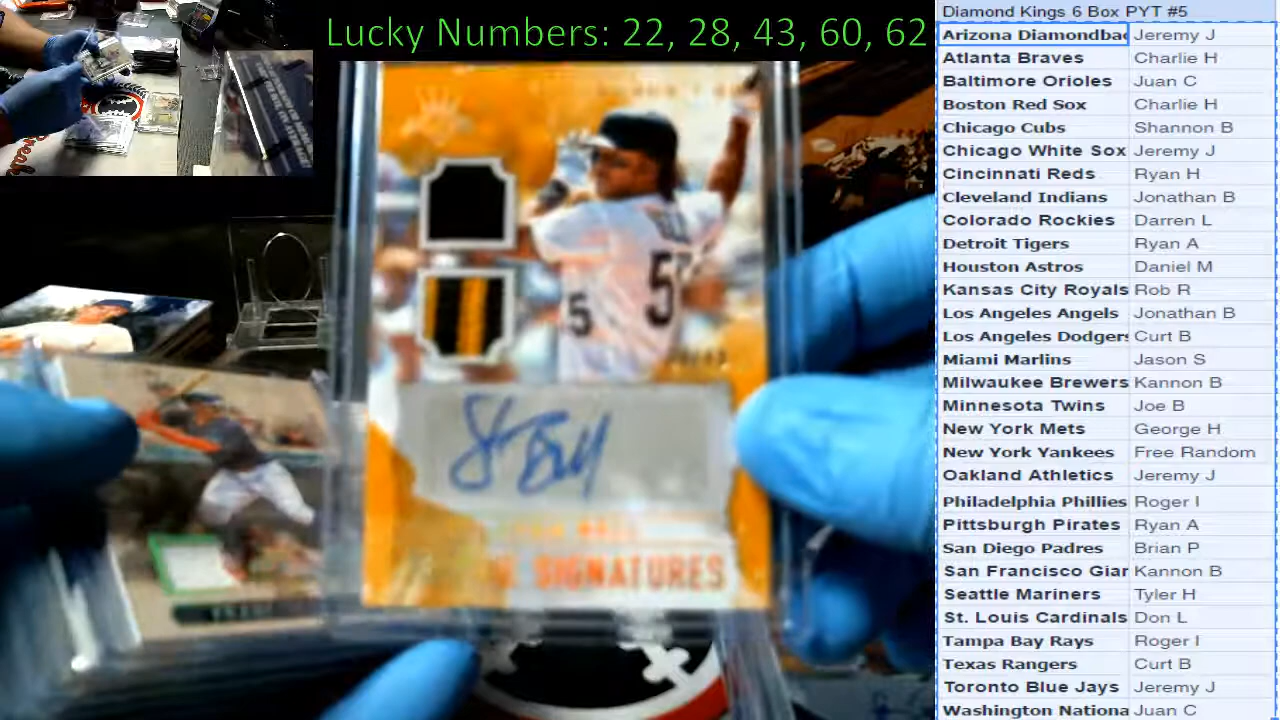 Lucky Numbers: 22, 28, 43, 60, 62
Diamond Kings 6 Box PYT #5
Arizona Diamondbac Jeremy J
Atlanta Braves Charlie H
Baltimore Orioles Juan C
Boston Red Sox Charlie H
Chicago Cubs Shannon B
Chicago White Sox Jeremy J
Cincinnati Reds Ryan H
Cleveland Indians Jonathan B
Colorado Rockies Darren L
Detroit Tigers Ryan A
Houston Astros Daniel M
Kansas City Royals Rob R
Los Angeles Angels Jonathan B
Los Angeles Dodgers Curt B
Miami Marlins Jason S
Milwaukee Brewers Kannon B
Minnesota Twins Joe B
New York Mets George H
New York Yankees Free Random
Oakland Athletics Jeremy J
Philadelphia Phillies Roger I
Pittsburgh Pirates Ryan A
San Diego Padres Brian P
San Francisco Giar Kannon B
Seattle Mariners Tyler H
St. Louis Cardinals Don L
Tampa Bay Rays Roger I
Texas Rangers Curt B
Toronto Blue Jays Jeremy J
Washington Nationa Juan C
5
BELL
SIGNATURES